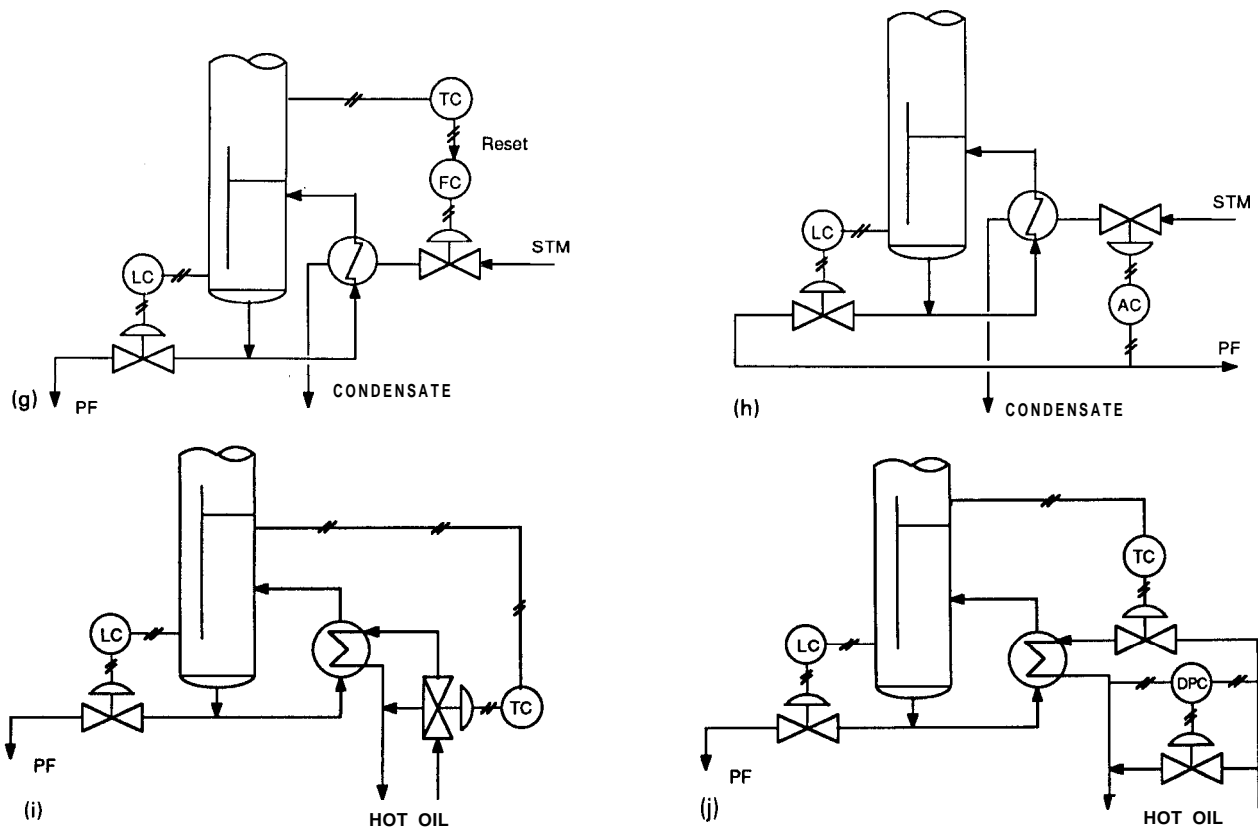 TC
Reset
FC
STM
LC
PF
CONDENSATE
(g)
LC
STM
AC
PF
CONDENSATE
(h)
LC
TC
PF
HOT OIL
(i)
TC
LC
DPC
PF
HOT OIL
(j)